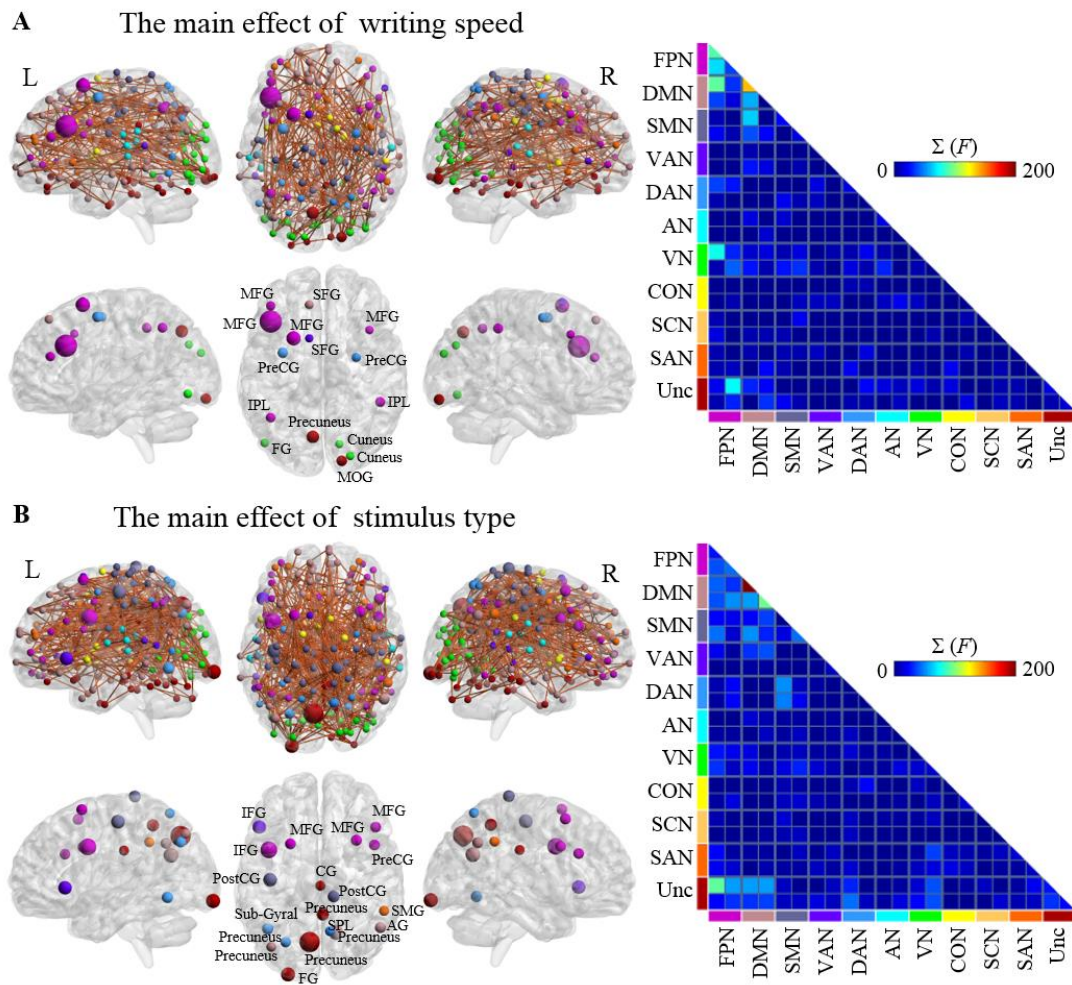 A The main effect of writing speed
L
R
MFG SFG
MFG MFG MFG
SFG
PreCG PreCG
IPL IPL
Precuneus
FG Cuneus
Cuneus
MOG
FPN
DMN
SMN
VAN
DAN
AN
VN
CON
SCN
SAN
Unc
Σ (F)
0 200
FPN DMN SMN VAN DAN AN VN CON SCN SAN Unc
B The main effect of stimulus type
L
R
IFG MFG
MFG MFG
IFG PreCG
CG
PostCG PostCG
Precuneus
Sub-Gyral SMG
SPL AG
Precuneus Precuneus
Precuneus
Precuneus
FG
FPN
DMN
SMN
VAN
DAN
AN
VN
CON
SCN
SAN
Unc
Σ (F)
0 200
FPN DMN SMN VAN DAN AN VN CON SCN SAN Unc